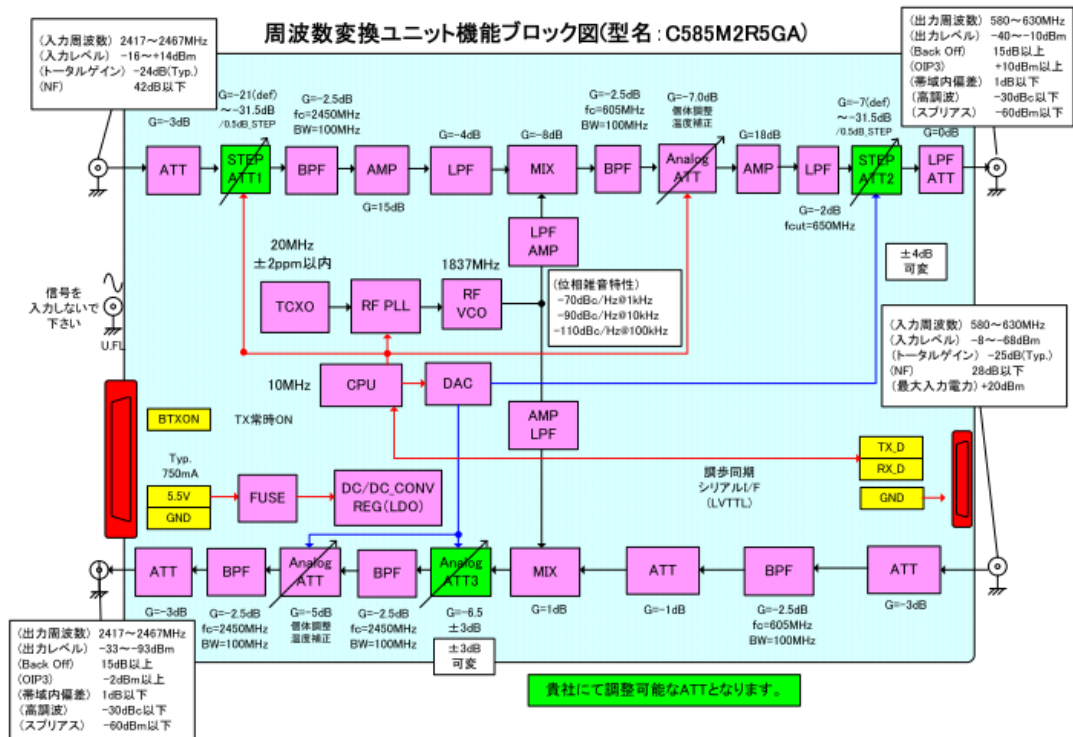 周波数変換ユニット機能ブロック図(型名:C585M2R5GA)
(入力周波数) 2417~2467MHz
(入力レベル) -16~+14dBm
(トータルゲイン) -24dB(Typ.)
(NF) 42dB以下
(出力周波数) 580~630MHz
(出力レベル) -40~-10dBm
(Back Off) 15dB以上
(OIP3) +10dBm以上
(帯域内偏差) 1dB以下
(高調波) -30dBc以下
(スプリアス) -60dBm以下
G=-3dB
G=-21(def)
~-31.5dB
/0.5dB_STEP
G=-2.5dB
fc=2450MHz
BW=100MHz
G=-4dB
G=-8dB
G=-2.5dB
fc=605MHz
BW=100MHz
G=-7.0dB
個体調整
温度補正
G=18dB
G=-7(def)
~-31.5dB
/0.5dB_STEP
G=0dB
ATT
STEP
ATT1
BPF
AMP
LPF
MIX
BPF
Analog
ATT
AMP
LPF
STEP
ATT2
LPF
ATT
G=15dB
G=-2dB
fcut=650MHz
LPF
AMP
20MHz
±2ppm以内
1837MHz
TCXO
RF PLL
RF
VCO
(位相雑音特性)
-70dBc/Hz@1kHz
-90dBc/Hz@10kHz
-110dBc/Hz@100kHz
±4dB
可変
信号を
入力しないで
下さい
U.FL
(入力周波数) 580~630MHz
(入力レベル) -8~-68dBm
(トータルゲイン) -25dB(Typ.)
(NF) 28dB以下
(最大入力電力) +20dBm
10MHz
CPU
DAC
AMP
LPF
BTXON
TX常時ON
Typ.
750mA
5.5V
GND
FUSE
DC/DC_CONV
REG(LDO)
調歩同期
シリアルI/F
(LVTTL)
TX_D
RX_D
GND
ATT
BPF
Analog
ATT
BPF
Analog
ATT3
MIX
ATT
BPF
ATT
G=-3dB
G=-2.5dB
fc=2450MHz
BW=100MHz
G=-5dB
個体調整
温度補正
G=-2.5dB
fc=2450MHz
BW=100MHz
G=-6.5
±3dB
±3dB
可変
G=1dB
G=-1dB
G=-2.5dB
fc=605MHz
BW=100MHz
G=-3dB
(出力周波数) 2417~2467MHz
(出力レベル) -33~-93dBm
(Back Off) 15dB以上
(OIP3) -2dBm以上
(帯域内偏差) 1dB以下
(高調波) -30dBc以下
(スプリアス) -60dBm以下
貴社にて調整可能なATTとなります。